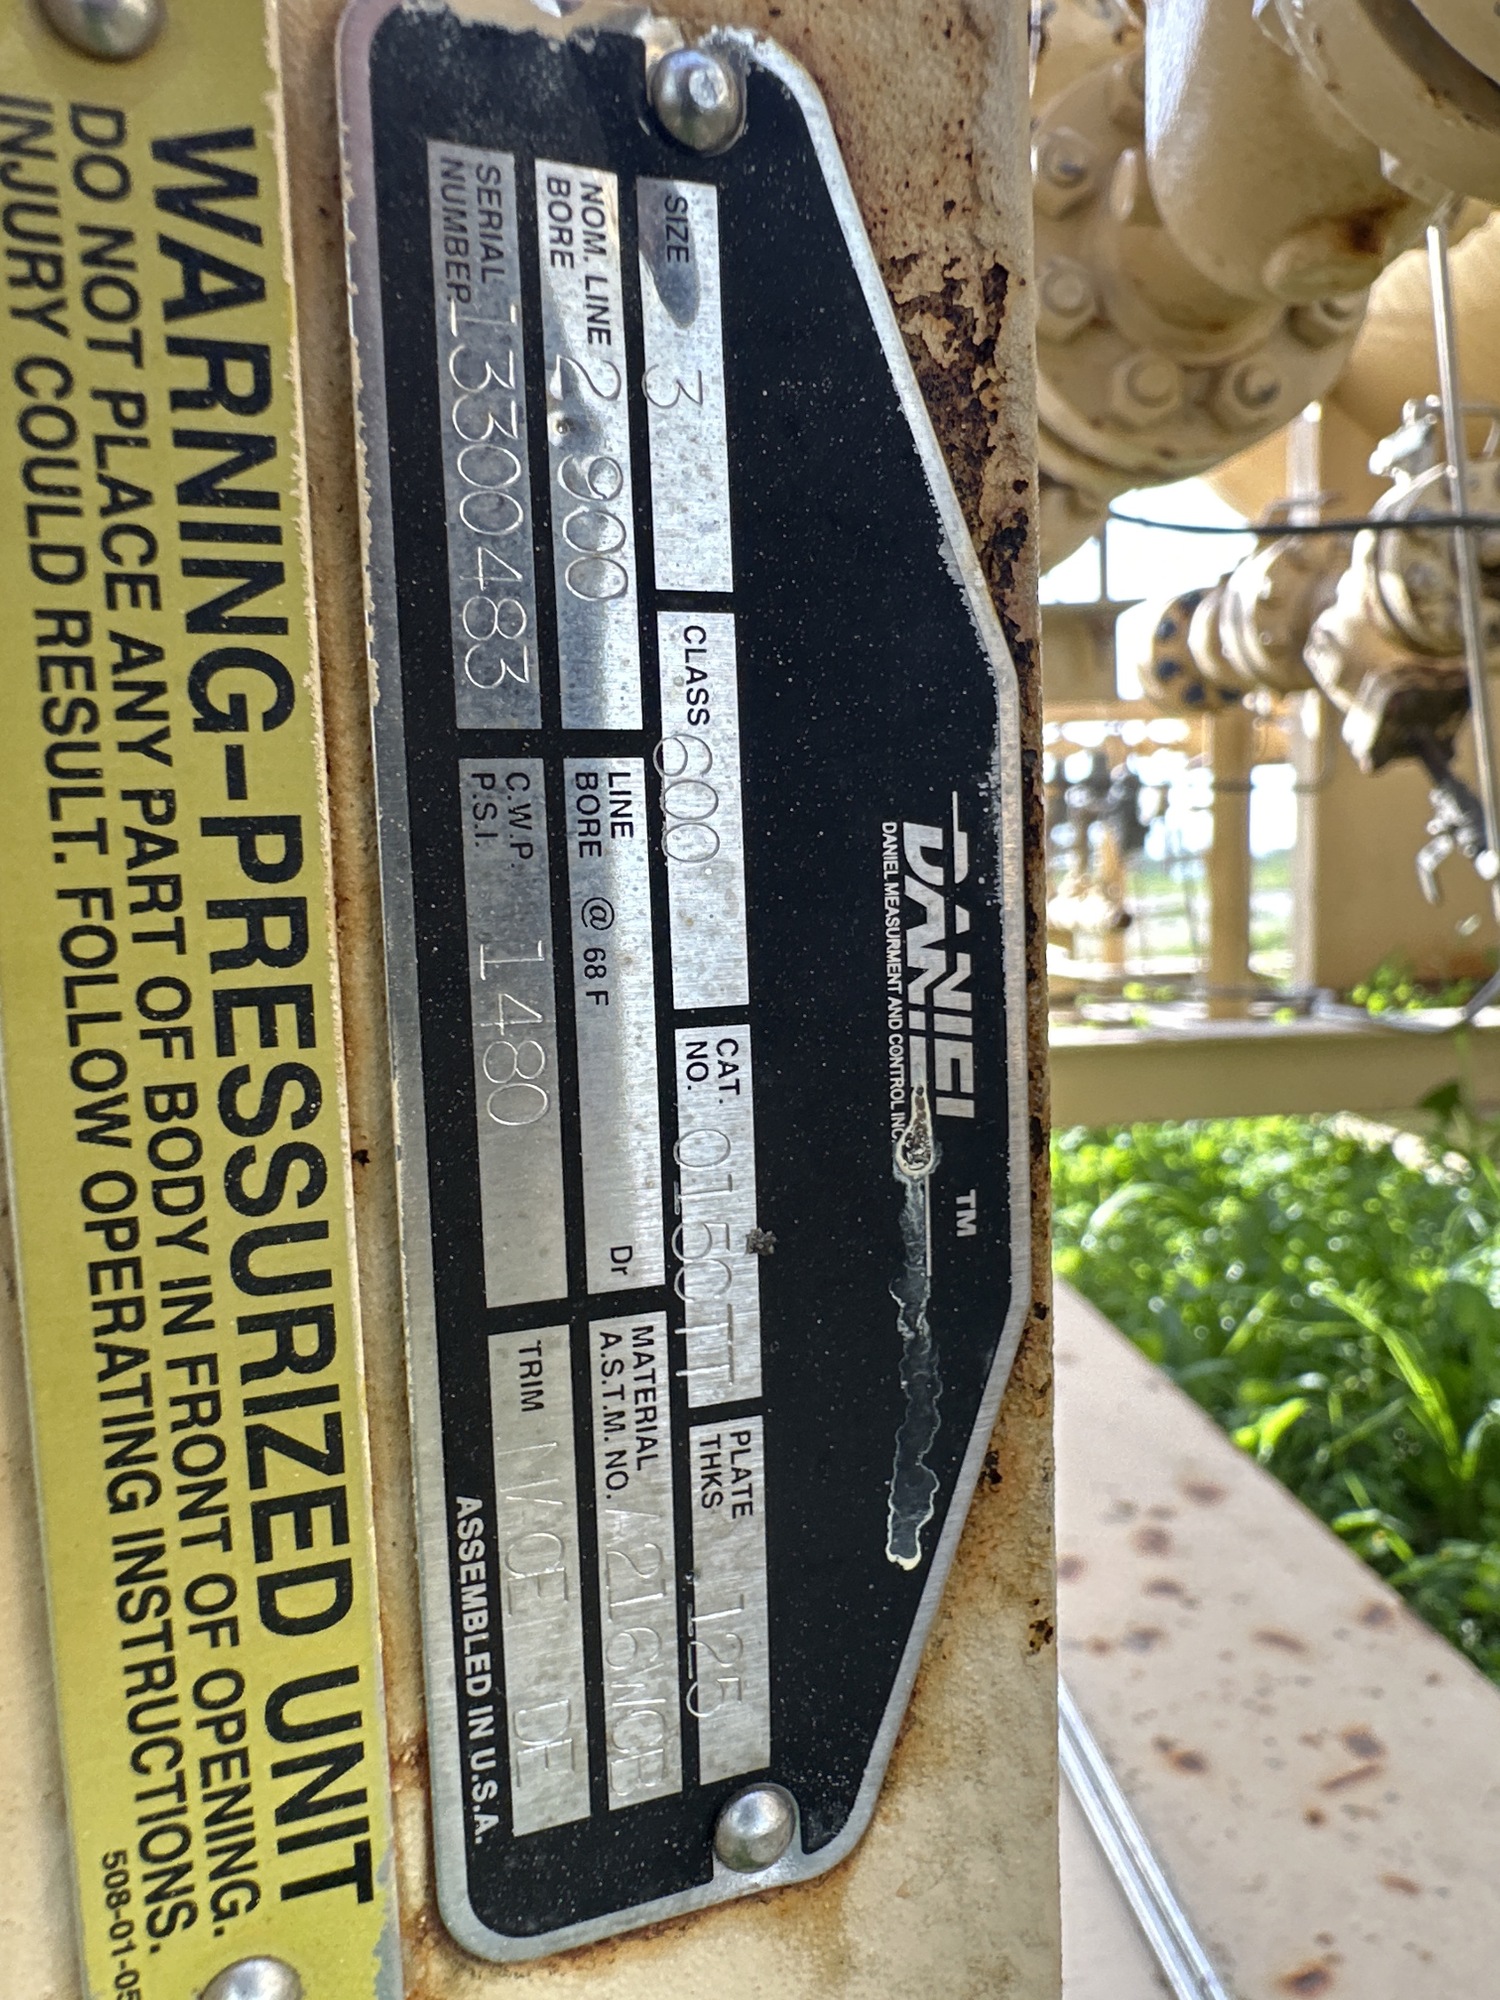 DANIEL ™
DANIEL MEASURMENT AND CONTROL INC.
SIZE 3 CLASS 600 CAT. NO. 0150TT PLATE THKS .125
NOM. LINE BORE 2.900 LINE BORE @ 68 F Dr MATERIAL A.S.T.M. NO. A216WCB
SERIAL NUMBER 13300483 C.W.P. P.S.I. 1480 TRIM DE
ASSEMBLED IN U.S.A.
WARNING-PRESSURIZED UNIT
DO NOT PLACE ANY PART OF BODY IN FRONT OF OPENING.
INJURY COULD RESULT. FOLLOW OPERATING INSTRUCTIONS.
508-01-05